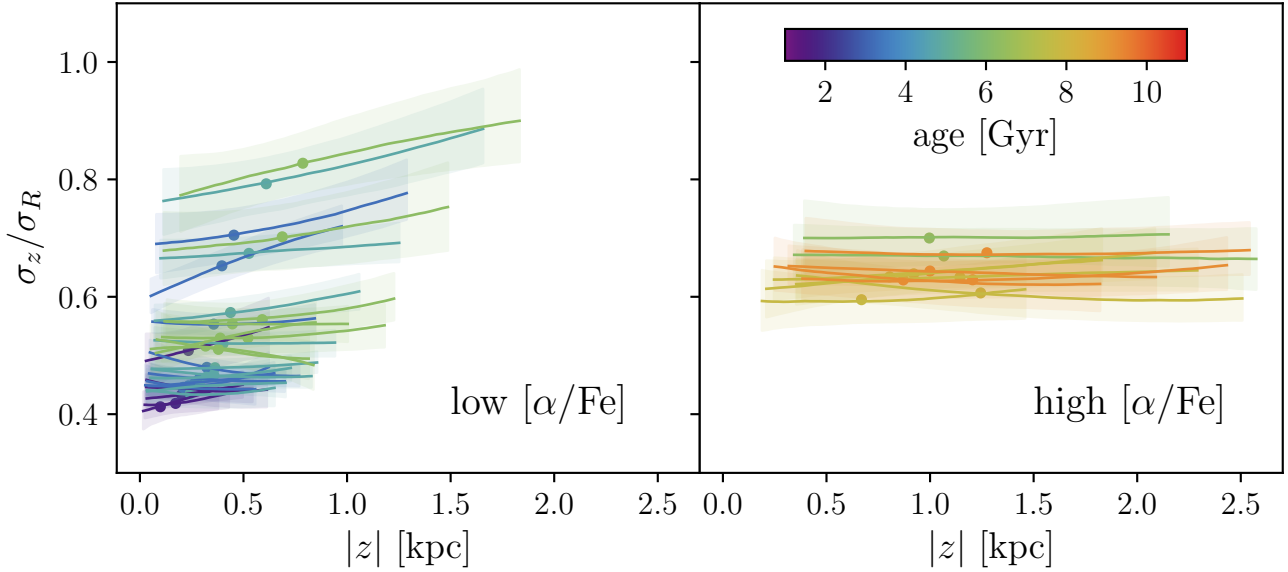 σz/σR
1.0
0.8
0.6
0.4
low [α/Fe]
0.0 0.5 1.0 1.5 2.0 2.5
|z| [kpc]
2 4 6 8 10
age [Gyr]
high [α/Fe]
0.0 0.5 1.0 1.5 2.0 2.5
|z| [kpc]